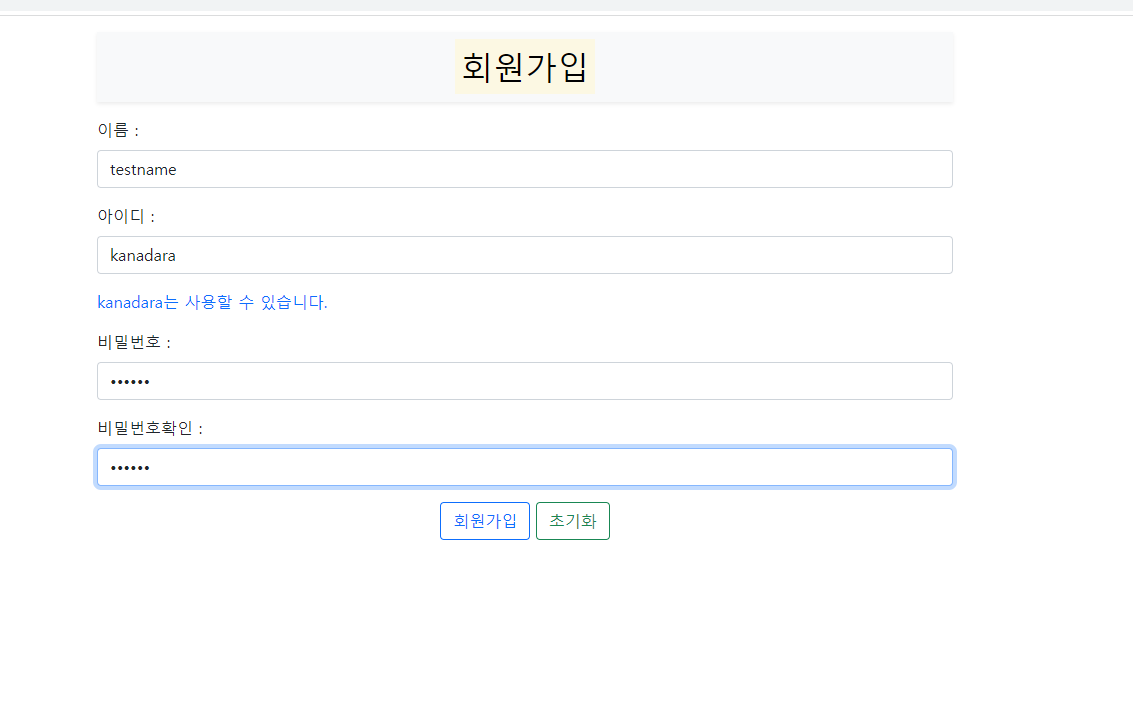 회원가입
이름 :
testname
아이디 :
kanadara
kanadara는 사용할 수 있습니다.
비밀번호 :
••••••
비밀번호확인 :
••••••
회원가입 초기화